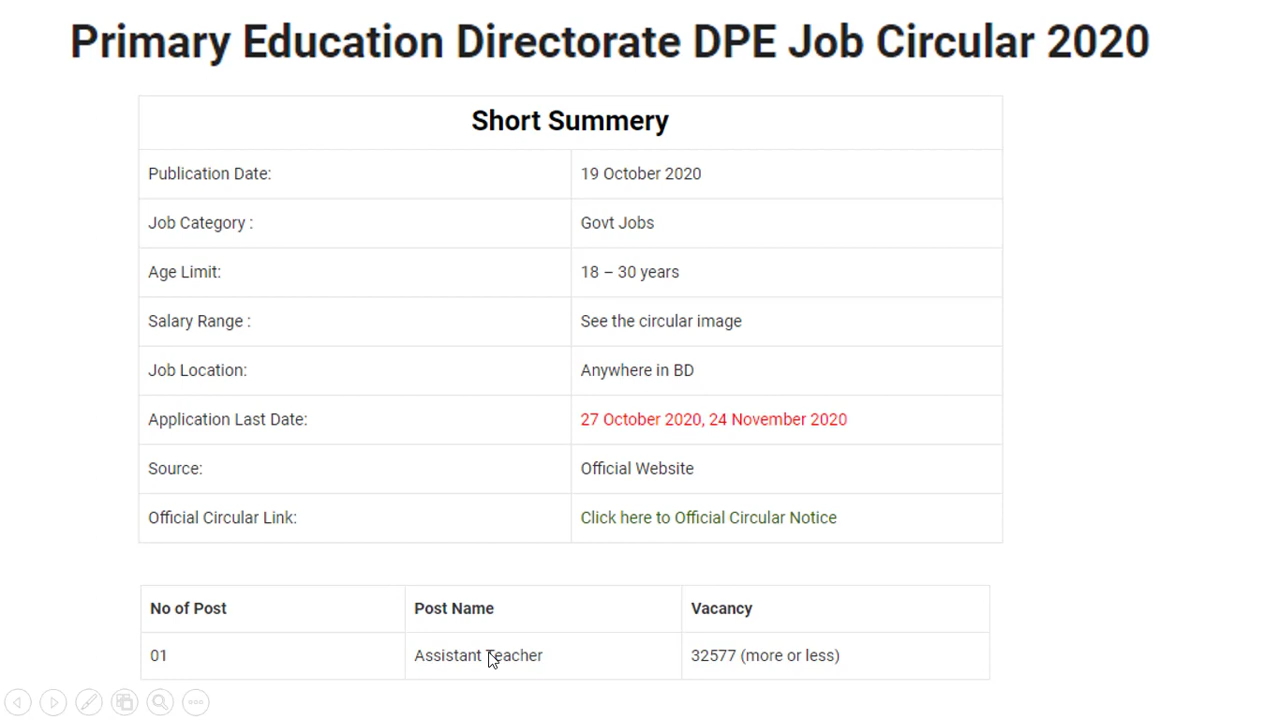 Primary Education Directorate DPE Job Circular 2020
Short Summery
Publication Date: 19 October 2020
Job Category : Govt Jobs
Age Limit: 18 – 30 years
Salary Range : See the circular image
Job Location: Anywhere in BD
Application Last Date: 27 October 2020, 24 November 2020
Source: Official Website
Official Circular Link: Click here to Official Circular Notice
No of Post Post Name Vacancy
01 Assistant Teacher 32577 (more or less)